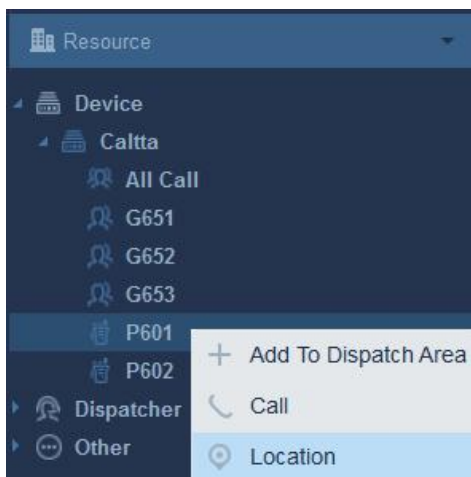 Resource
Device
Caltta
All Call
G651
G652
G653
P601
P602
Dispatcher
Other
Add To Dispatch Area
Call
Location